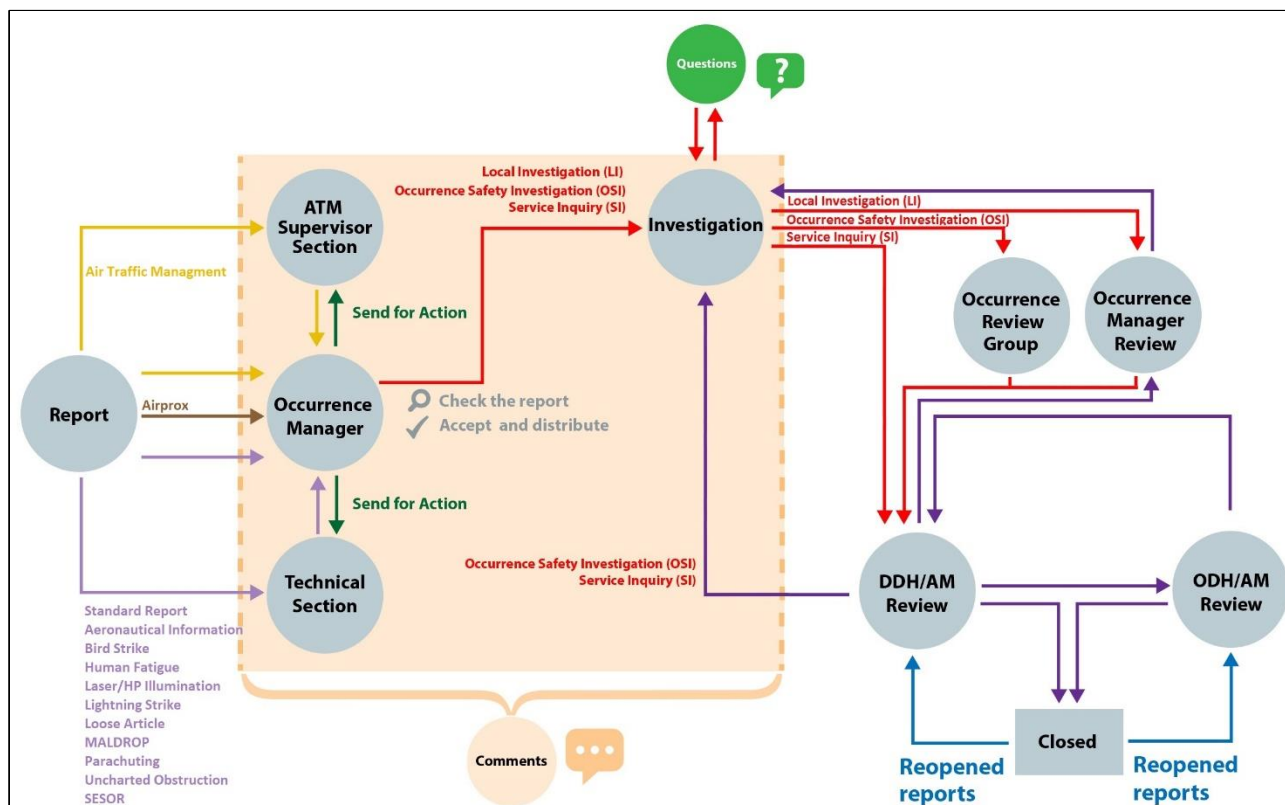 Questions
?
ATM
Supervisor
Section
Local Investigation (LI)
Occurrence Safety Investigation (OSI)
Service Inquiry (SI)
Investigation
Local Investigation (LI)
Occurrence Safety Investigation (OSI)
Service Inquiry (SI)
Air Traffic Managment
Send for Action
Occurrence
Review
Group
Occurrence
Manager
Review
Report
Airprox
Occurrence
Manager
Check the report
Accept and distribute
Send for Action
Technical
Section
Occurrence Safety Investigation (OSI)
Service Inquiry (SI)
DDH/AM
Review
ODH/AM
Review
Standard Report
Aeronautical Information
Bird Strike
Human Fatigue
Laser/HP Illumination
Lightning Strike
Loose Article
MALDROP
Parachuting
Uncharted Obstruction
SESOR
Comments
Closed
Reopened
reports
Reopened
reports